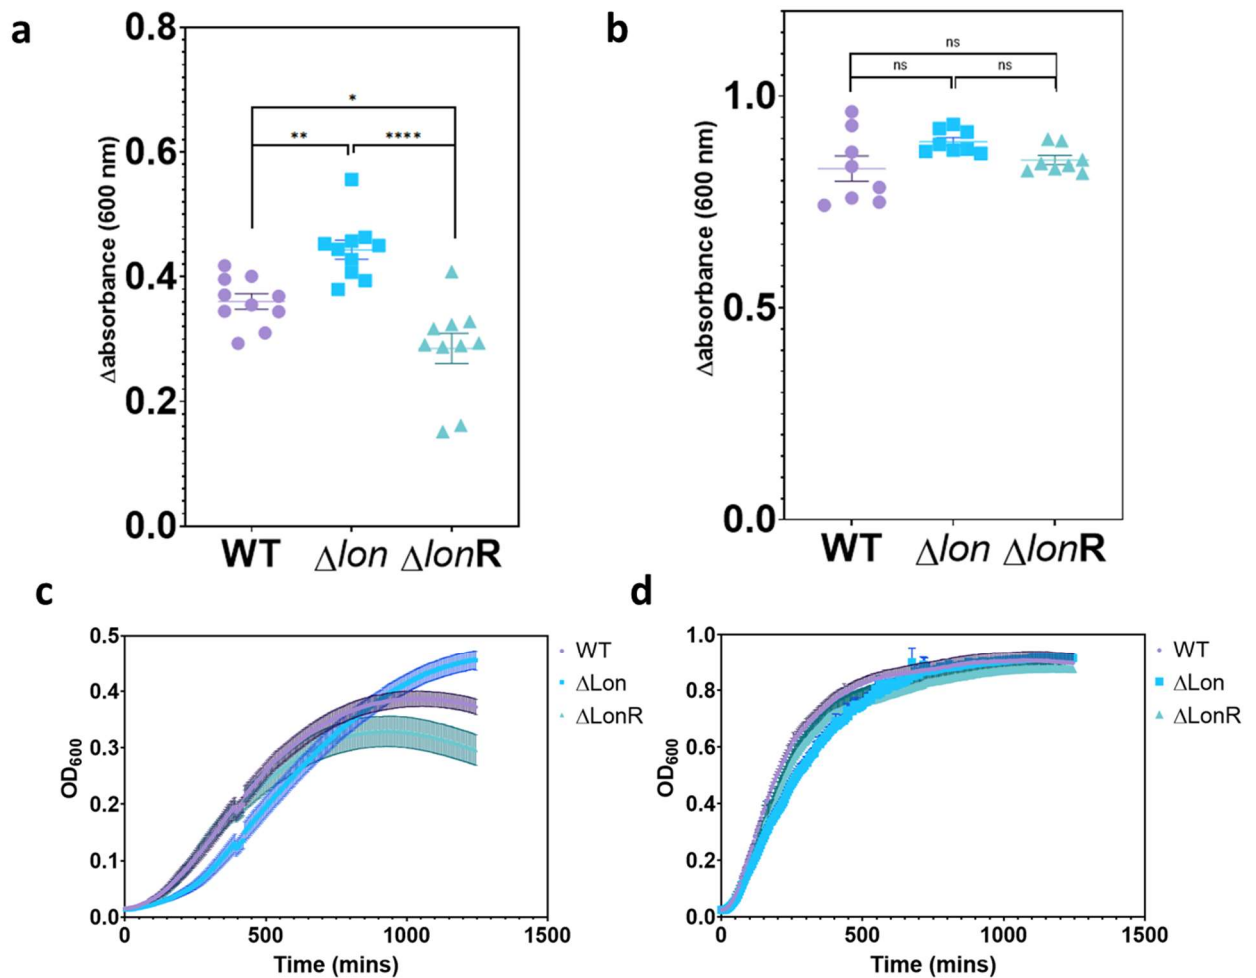 a
Δabsorbance (600 nm)
0.8
0.6
0.4
0.2
0.0
*
** ****
WT Δlon ΔlonR
b
Δabsorbance (600 nm)
1.0
0.5
0.0
ns
ns ns
WT Δlon ΔlonR
c
OD600
0.5
0.4
0.3
0.2
0.1
0.0
0 500 1000 1500
Time (mins)
WT
ΔLon
ΔLonR
d
OD600
1.0
0.8
0.6
0.4
0.2
0.0
0 500 1000 1500
Time (mins)
WT
ΔLon
ΔLonR